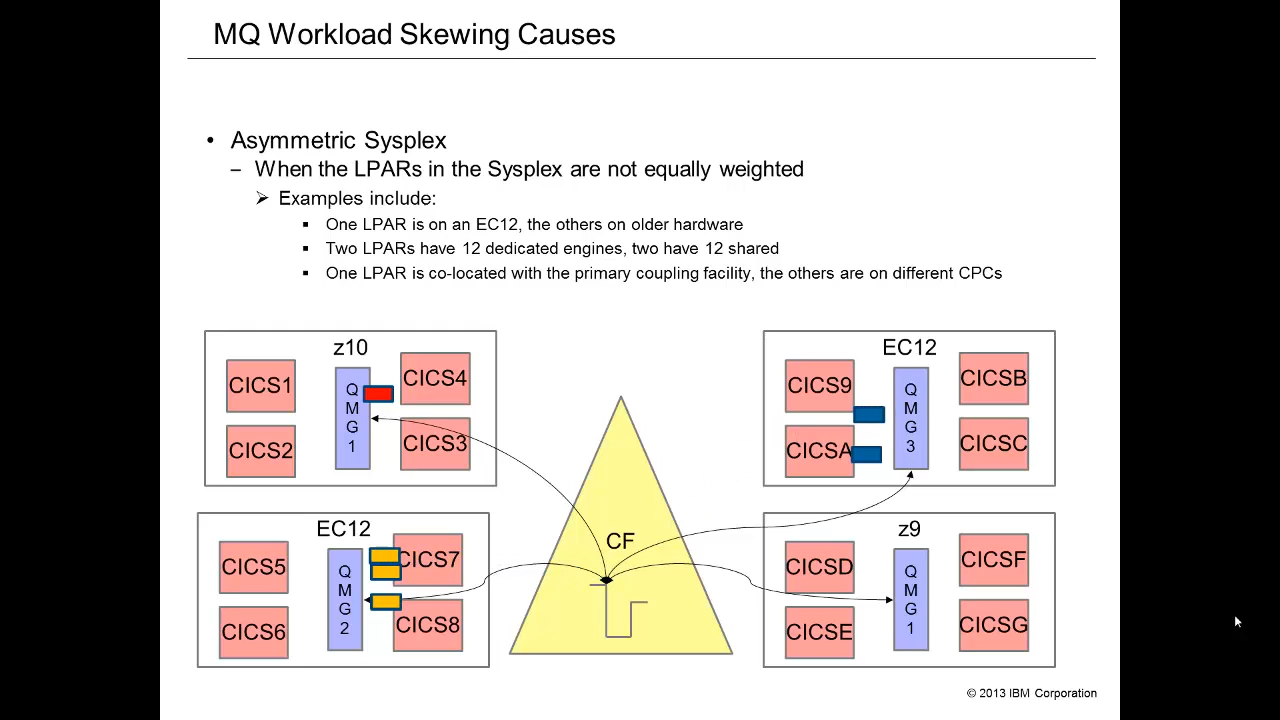 MQ Workload Skewing Causes
• Asymmetric Sysplex
– When the LPARs in the Sysplex are not equally weighted
➢ Examples include:
▪ One LPAR is on an EC12, the others on older hardware
▪ Two LPARs have 12 dedicated engines, two have 12 shared
▪ One LPAR is co-located with the primary coupling facility, the others are on different CPCs
z10
CICS1
CICS2
QMG1
CICS4
CICS3
EC12
CICS9
CICSA
QMG3
CICSB
CICSC
EC12
CICS5
CICS6
QMG2
CICS7
CICS8
CF
z9
CICSD
CICSE
QMG1
CICSF
CICSG
© 2013 IBM Corporation